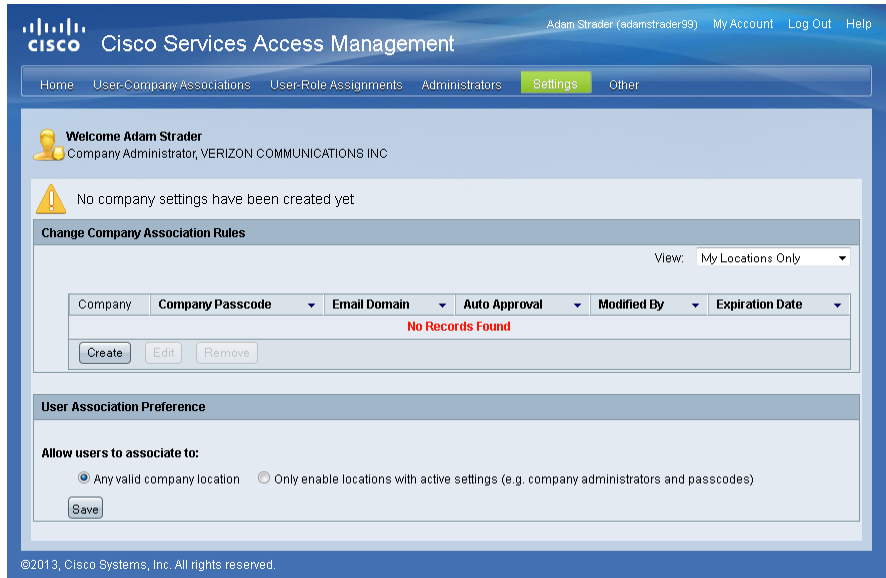 Adam Strader (adamstrader99) My Account Log Out Help
CISCO Cisco Services Access Management
Home User-Company Associations User-Role Assignments Administrators Settings Other
Welcome Adam Strader
Company Administrator, VERIZON COMMUNICATIONS INC
No company settings have been created yet
Change Company Association Rules
View: My Locations Only
Company Company Passcode Email Domain Auto Approval Modified By Expiration Date
No Records Found
Create Edit Remove
User Association Preference
Allow users to associate to:
Any valid company location Only enable locations with active settings (e.g. company administrators and passcodes)
Save
©2013, Cisco Systems, Inc. All rights reserved.